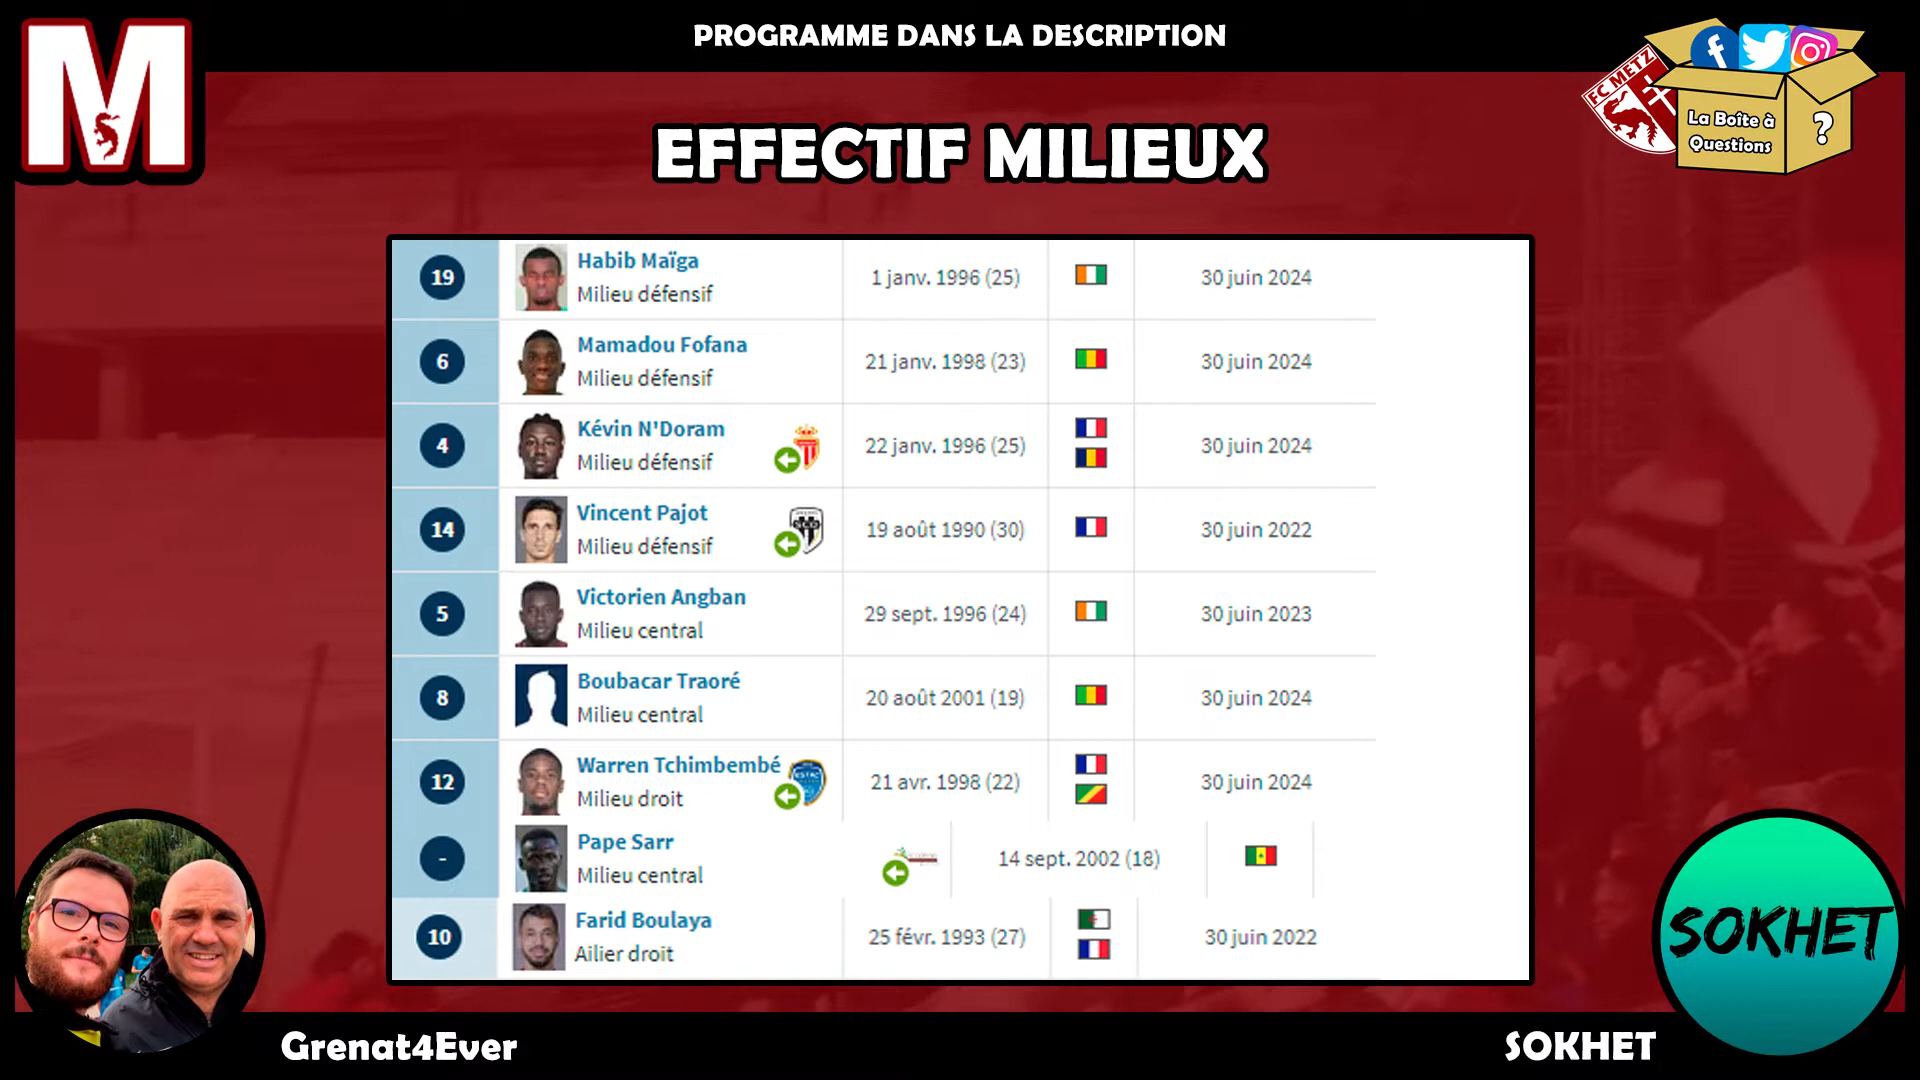 PROGRAMME DANS LA DESCRIPTION
M
FC METZ
La Boîte à
Questions
?
EFFECTIF MILIEUX
19
Habib Maïga
Milieu défensif
1 janv. 1996 (25)
30 juin 2024
6
Mamadou Fofana
Milieu défensif
21 janv. 1998 (23)
30 juin 2024
4
Kévin N'Doram
Milieu défensif
22 janv. 1996 (25)
30 juin 2024
14
Vincent Pajot
Milieu défensif
19 août 1990 (30)
30 juin 2022
5
Victorien Angban
Milieu central
29 sept. 1996 (24)
30 juin 2023
8
Boubacar Traoré
Milieu central
20 août 2001 (19)
30 juin 2024
12
Warren Tchimbembé
Milieu droit
ESTAC
21 avr. 1998 (22)
30 juin 2024
-
Pape Sarr
Milieu central
14 sept. 2002 (18)
10
Farid Boulaya
Ailier droit
25 févr. 1993 (27)
30 juin 2022
SOKHET
Grenat4Ever
SOKHET